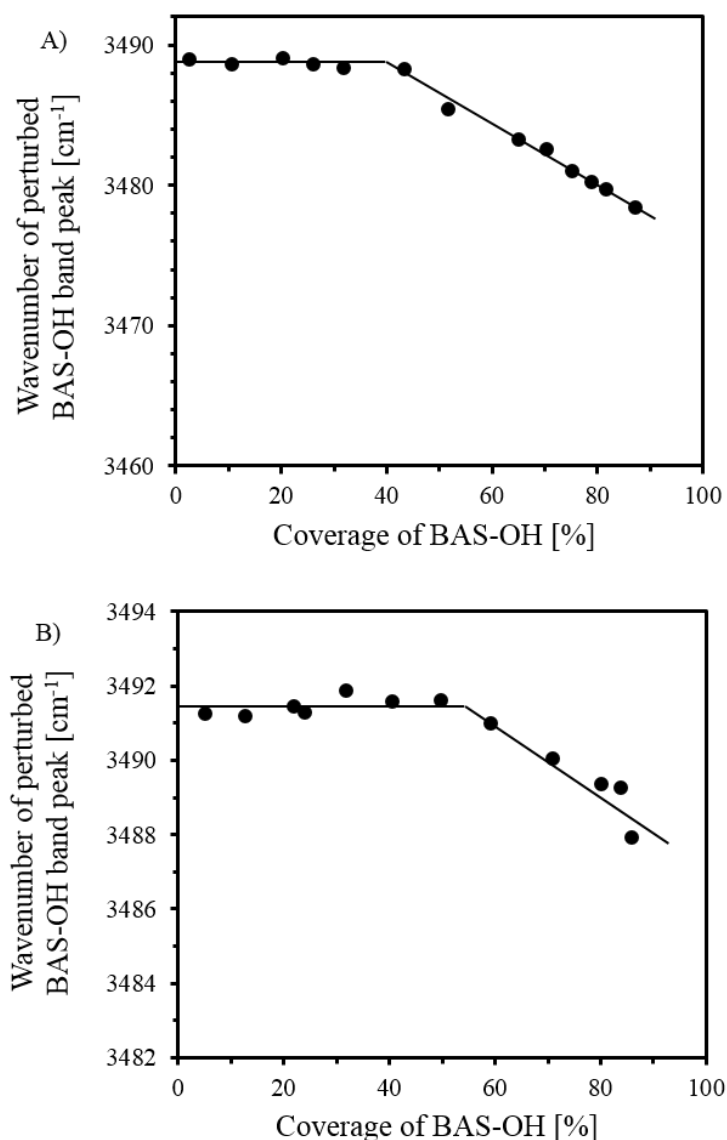 A)
3490
3480
3470
3460
Wavenumber of perturbed
BAS-OH band peak [cm⁻¹]
0 20 40 60 80 100
Coverage of BAS-OH [%]
B)
3494
3492
3490
3488
3486
3484
3482
Wavenumber of perturbed
BAS-OH band peak [cm⁻¹]
0 20 40 60 80 100
Coverage of BAS-OH [%]